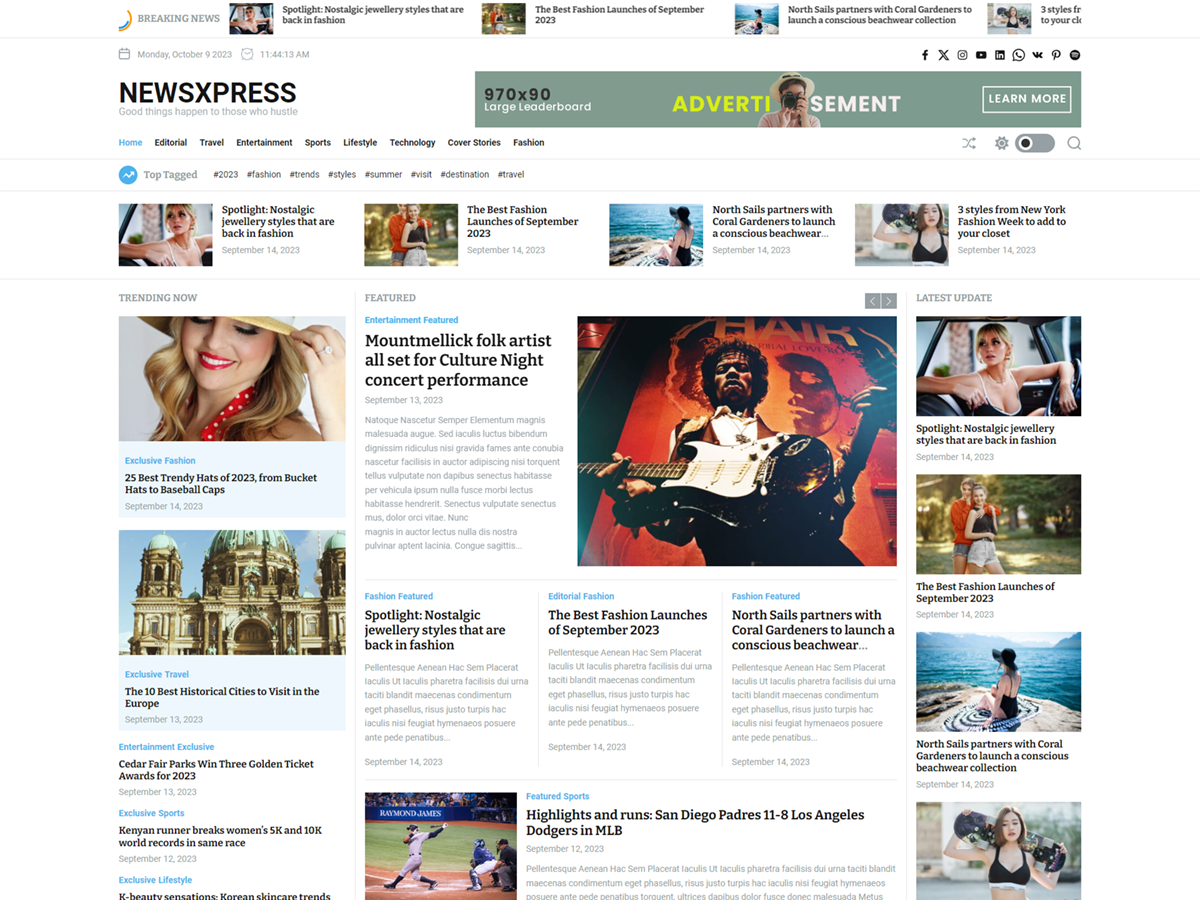 BREAKING NEWS
Spotlight: Nostalgic jewellery styles that are
back in fashion
The Best Fashion Launches of September
2023
North Sails partners with Coral Gardeners to
launch a conscious beachwear collection
3 styles fr
to your clo
Monday, October 9 2023
11:44:13 AM
NEWSXPRESS
Good things happen to those who hustle
970x90
Large Leaderboard
ADVERTI SEMENT
LEARN MORE
Home Editorial Travel Entertainment Sports Lifestyle Technology Cover Stories Fashion
Top Tagged
#2023 #fashion #trends #styles #summer #visit #destination #travel
Spotlight: Nostalgic
jewellery styles that are
back in fashion
September 14, 2023
The Best Fashion
Launches of September
2023
September 14, 2023
North Sails partners with
Coral Gardeners to launch
a conscious beachwear...
September 14, 2023
3 styles from New York
Fashion Week to add to
your closet
September 14, 2023
TRENDING NOW
Exclusive Fashion
25 Best Trendy Hats of 2023, from Bucket
Hats to Baseball Caps
September 14, 2023
Exclusive Travel
The 10 Best Historical Cities to Visit in the
Europe
September 13, 2023
Entertainment Exclusive
Cedar Fair Parks Win Three Golden Ticket
Awards for 2023
September 13, 2023
Exclusive Sports
Kenyan runner breaks women's 5K and 10K
world records in same race
September 12, 2023
Exclusive Lifestyle
K-beauty sensations: Korean skincare trends
FEATURED
Entertainment Featured
Mountmellick folk artist
all set for Culture Night
concert performance
September 13, 2023
Natoque Nascetur Semper Elementum magnis
malesuada augue. Sed iaculis luctus bibendum
dignissim ridiculus nisi gravida fames ante conubia
nascetur facilisis in auctor adipiscing nisi torquent
tellus vulputate non dapibus senectus habitasse
per vehicula ipsum nulla fusce morbi lectus
habitasse hendrerit. Senectus vulputate senectus
mus, dolor orci vitae. Nunc
magnis in auctor lectus nulla dis nostra
pulvinar aptent lacinia. Congue sagittis...
HAIR
TRIBAL LOVE-ROCK
Fashion Featured
Spotlight: Nostalgic
jewellery styles that are
back in fashion
Pellentesque Aenean Hac Sem Placerat
Iaculis Ut Iaculis pharetra facilisis dui urna
taciti blandit maecenas condimentum
eget phasellus, risus justo turpis hac
iaculis nisi feugiat hymenaeos posuere
ante pede penatibus...
September 14, 2023
Editorial Fashion
The Best Fashion Launches
of September 2023
Pellentesque Aenean Hac Sem Placerat
Iaculis Ut Iaculis pharetra facilisis dui urna
taciti blandit maecenas condimentum
eget phasellus, risus justo turpis hac
iaculis nisi feugiat hymenaeos posuere
ante pede penatibus...
September 14, 2023
Fashion Featured
North Sails partners with
Coral Gardeners to launch a
conscious beachwear...
Pellentesque Aenean Hac Sem Placerat
Iaculis Ut Iaculis pharetra facilisis dui urna
taciti blandit maecenas condimentum
eget phasellus, risus justo turpis hac
iaculis nisi feugiat hymenaeos posuere
ante pede penatibus...
September 14, 2023
RAYMOND JAMES
Featured Sports
Highlights and runs: San Diego Padres 11-8 Los Angeles
Dodgers in MLB
September 12, 2023
Pellentesque Aenean Hac Sem Placerat Iaculis Ut Iaculis pharetra facilisis dui urna taciti blandit
maecenas condimentum eget phasellus, risus justo turpis hac iaculis nisi feugiat hymenaeos
posuere ante pede penatibus torquent, ultrices dapibus dolor fusce donec malesuada Metus
LATEST UPDATE
Spotlight: Nostalgic jewellery
styles that are back in fashion
September 14, 2023
The Best Fashion Launches of
September 2023
September 14, 2023
North Sails partners with Coral
Gardeners to launch a conscious
beachwear collection
September 14, 2023